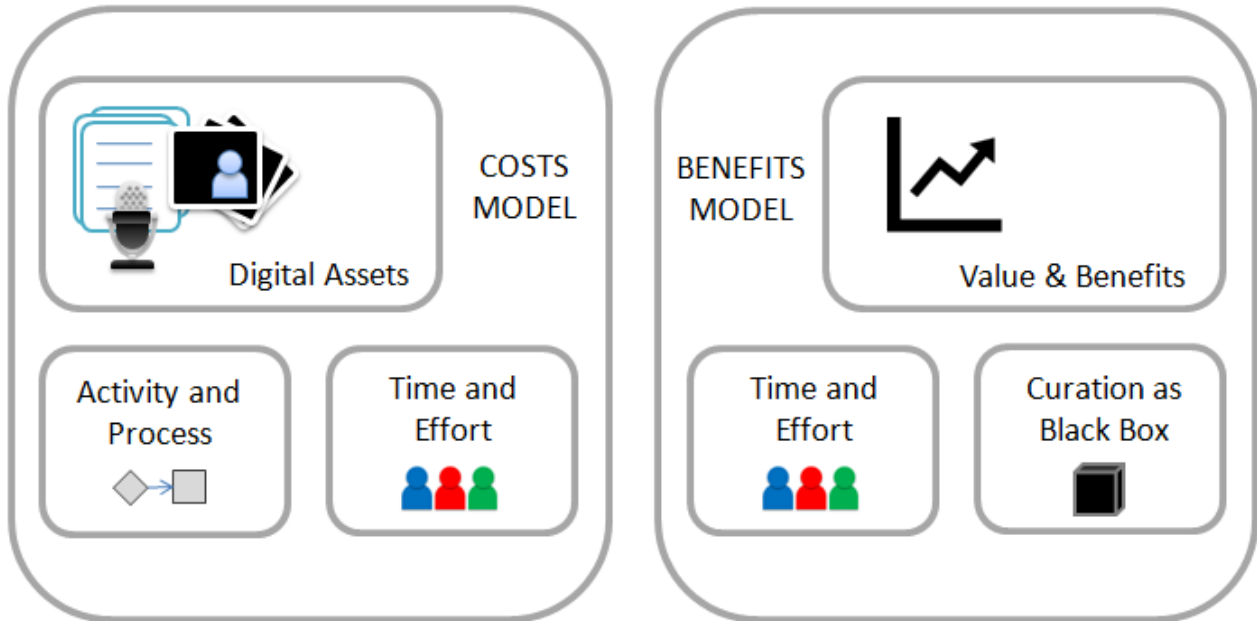 COSTS
MODEL
Digital Assets
Activity and
Process
Time and
Effort
BENEFITS
MODEL
Value & Benefits
Time and
Effort
Curation as
Black Box